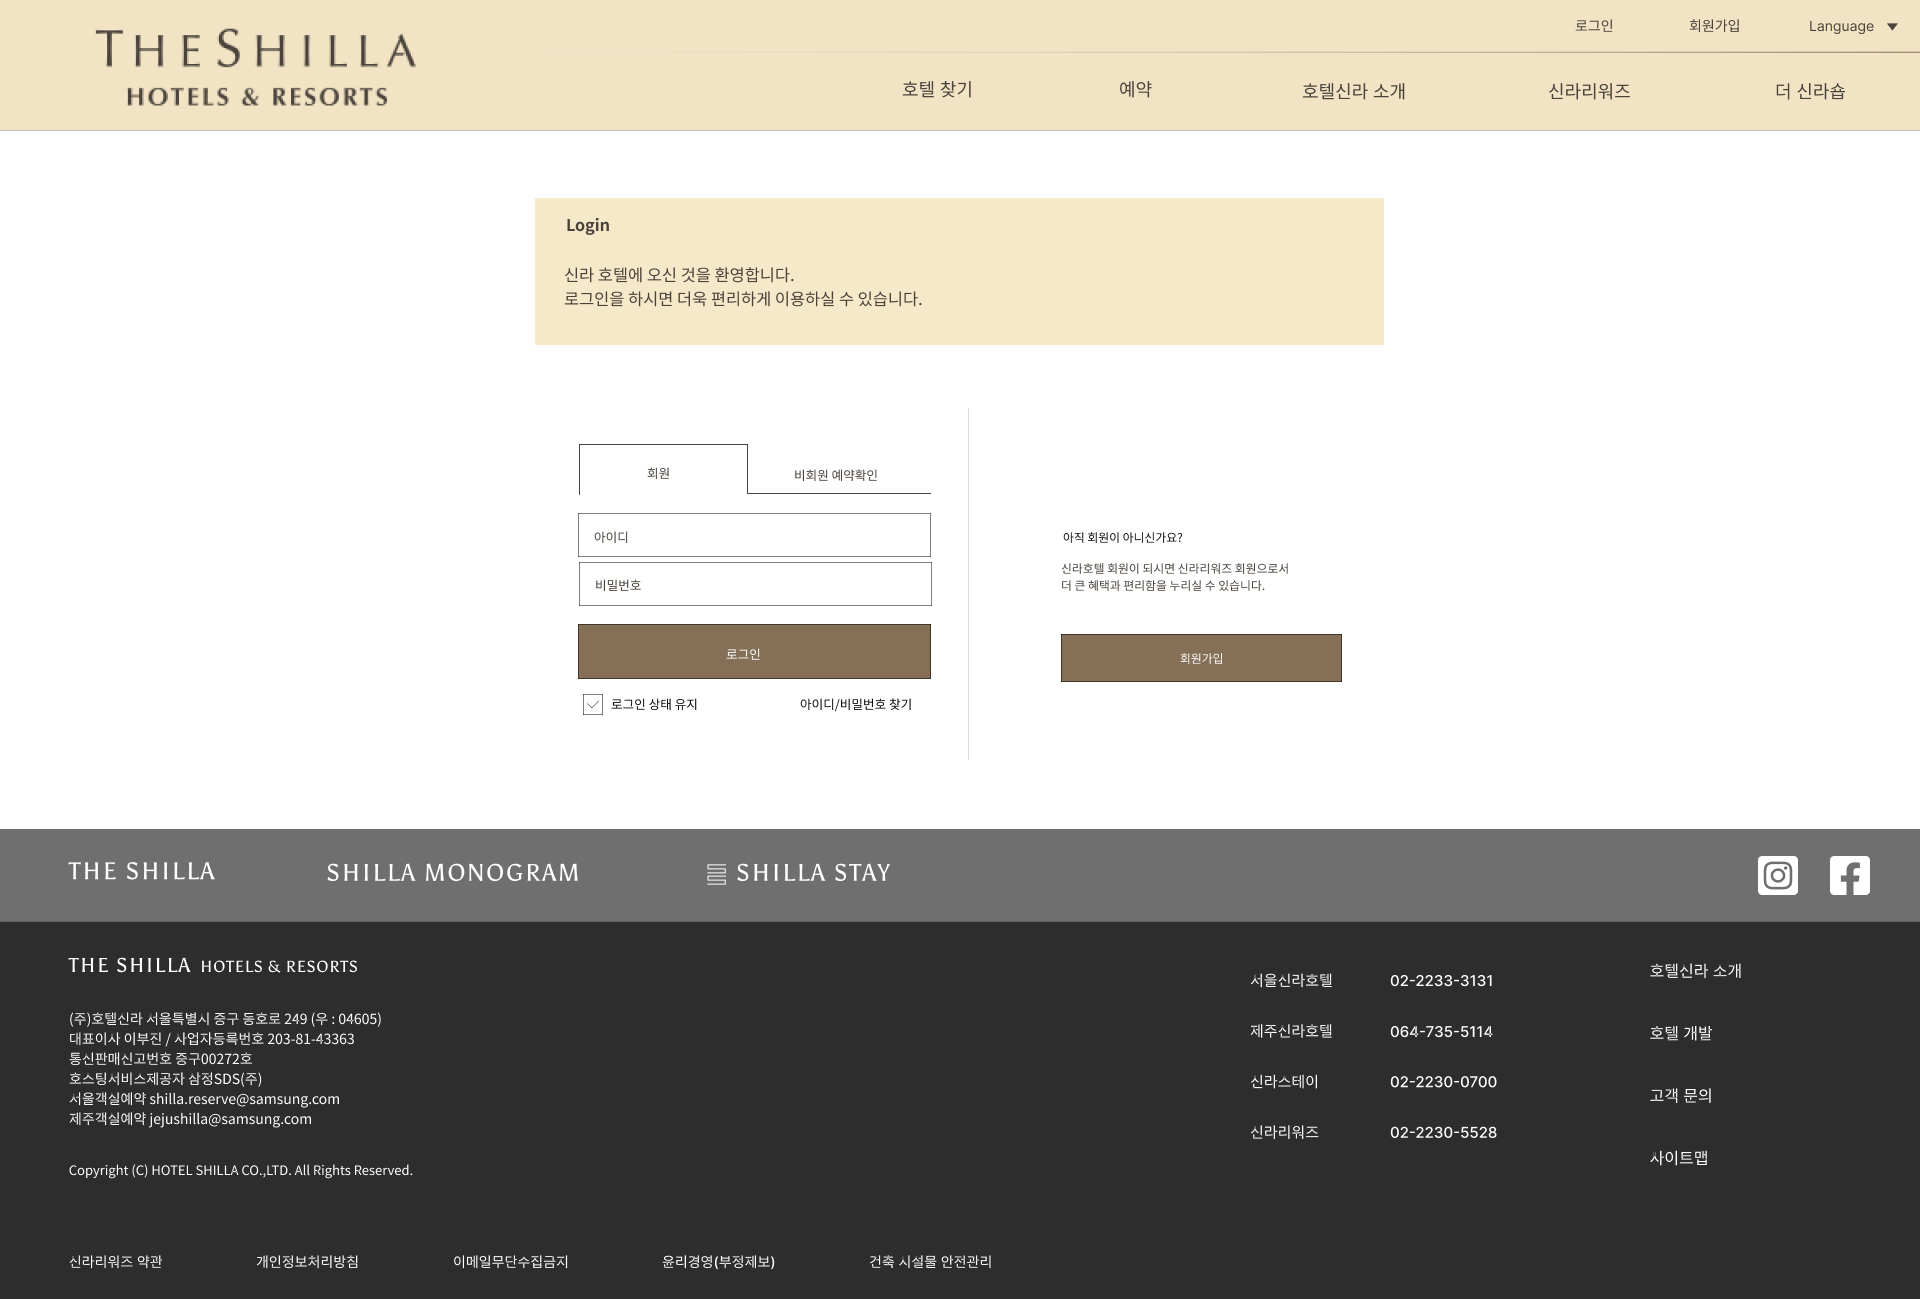 로그인
회원가입
Language
THE SHILLA
HOTELS & RESORTS
호텔 찾기
예약
호텔신라 소개
신라리워즈
더 신라숍
Login
신라 호텔에 오신 것을 환영합니다.
로그인을 하시면 더욱 편리하게 이용하실 수 있습니다.
회원
비회원 예약확인
아이디
비밀번호
로그인
로그인 상태 유지
아이디/비밀번호 찾기
아직 회원이 아니신가요?
신라호텔 회원이 되시면 신라리워즈 회원으로서
더 큰 혜택과 편리함을 누리실 수 있습니다.
회원가입
THE SHILLA
SHILLA MONOGRAM
SHILLA STAY
THE SHILLA HOTELS & RESORTS
(주)호텔신라 서울특별시 중구 동호로 249 (우 : 04605)
대표이사 이부진 / 사업자등록번호 203-81-43363
통신판매신고번호 중구00272호
호스팅서비스제공자 삼정SDS(주)
서울객실예약 shilla.reserve@samsung.com
제주객실예약 jejushilla@samsung.com
Copyright (C) HOTEL SHILLA CO.,LTD. All Rights Reserved.
서울신라호텔 02-2233-3131
제주신라호텔 064-735-5114
신라스테이 02-2230-0700
신라리워즈 02-2230-5528
호텔신라 소개
호텔 개발
고객 문의
사이트맵
신라리워즈 약관
개인정보처리방침
이메일무단수집금지
윤리경영(부정제보)
건축 시설물 안전관리